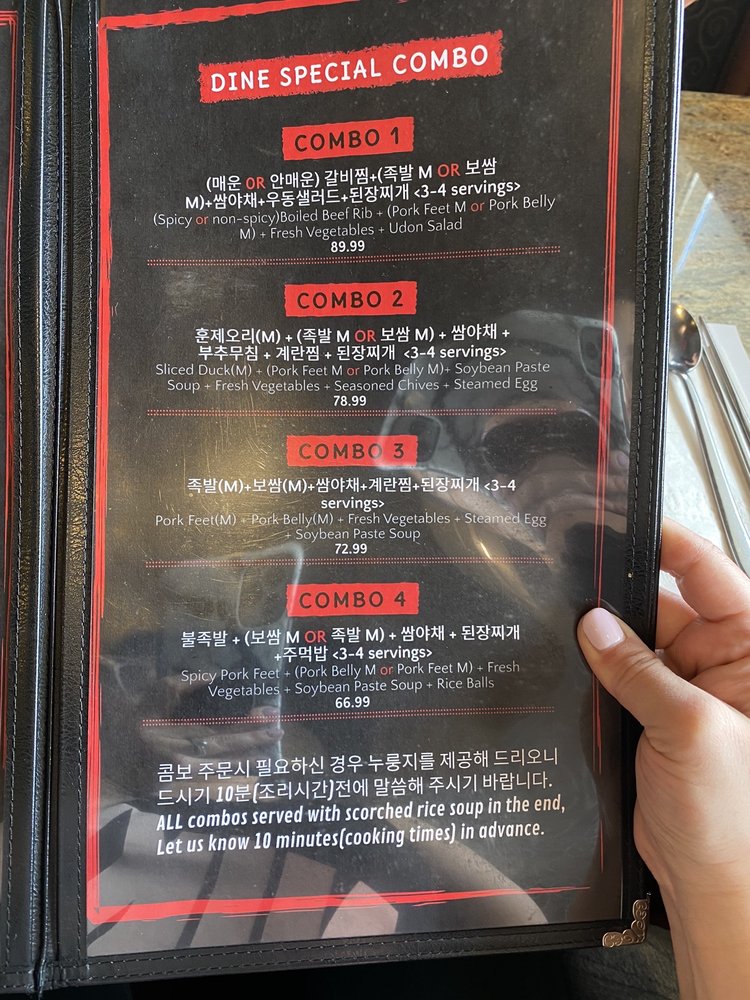 DINE SPECIAL COMBO
COMBO 1
(매운 OR 안매운) 갈비찜+(족발 M OR 보쌈
M)+쌈야채+우동샐러드+된장찌개 <3-4 servings>
(Spicy or non-spicy)Boiled Beef Rib + (Pork Feet M or Pork Belly
M) + Fresh Vegetables + Udon Salad
89.99
COMBO 2
훈제오리(M) + (족발 M OR 보쌈 M) + 쌈야채 +
부추무침 + 계란찜 + 된장찌개 <3-4 servings>
Sliced Duck(M) + (Pork Feet M or Pork Belly M)+ Soybean Paste
Soup + Fresh Vegetables + Seasoned Chives + Steamed Egg
78.99
COMBO 3
족발(M)+보쌈(M)+쌈야채+계란찜+된장찌개 <3-4
servings>
Pork Feet(M) + Pork Belly(M) + Fresh Vegetables + Steamed Egg
+ Soybean Paste Soup
72.99
COMBO 4
불족발 + (보쌈 M OR 족발 M) + 쌈야채 + 된장찌개
+주먹밥 <3-4 servings>
Spicy Pork Feet + (Pork Belly M or Pork Feet M) + Fresh
Vegetables + Soybean Paste Soup + Rice Balls
66.99
콤보 주문시 필요하신 경우 누룽지를 제공해 드리오니
드시기 10분(조리시간)전에 말씀해 주시기 바랍니다.
ALL combos served with scorched rice soup in the end,
Let us know 10 minutes(cooking times) in advance.